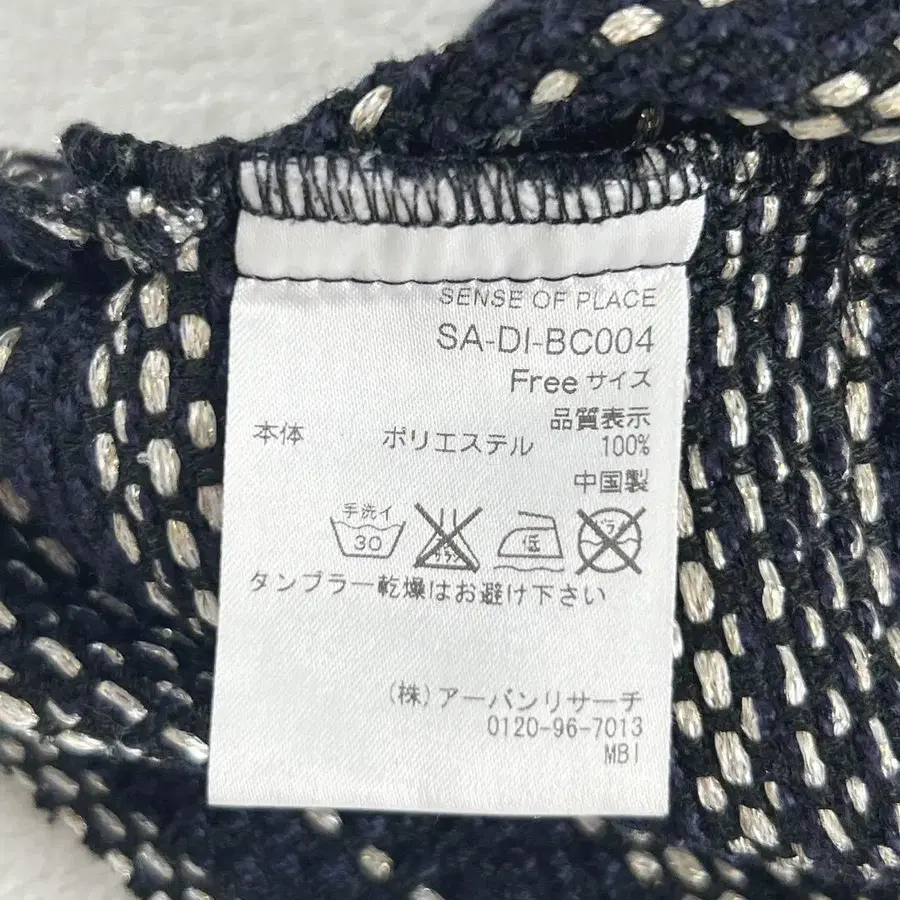 SENSE OF PLACE
SA-DI-BC004
Free サイズ
品質表示
本体 ポリエステル 100%
中国製
手洗イ 30 低
タンブラー乾燥はお避け下さい
(株)アーバンリサーチ
0120-96-7013
MBI